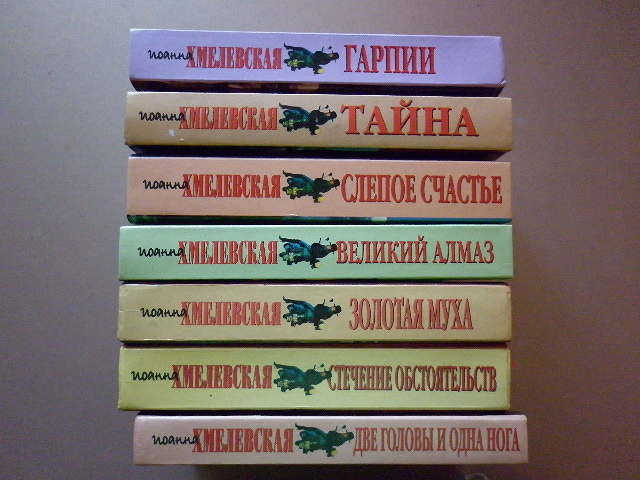 Иоанна ХМЕЛЕВСКАЯ ГАРПИИ
Иоанна ХМЕЛЕВСКАЯ ТАЙНА
Иоанна ХМЕЛЕВСКАЯ СЛЕПОЕ СЧАСТЬЕ
Иоанна ХМЕЛЕВСКАЯ ВЕЛИКИЙ АЛМАЗ
Иоанна ХМЕЛЕВСКАЯ ЗОЛОТАЯ МУХА
Иоанна ХМЕЛЕВСКАЯ СТЕЧЕНИЕ ОБСТОЯТЕЛЬСТВ
Иоанна ХМЕЛЕВСКАЯ ДВЕ ГОЛОВЫ И ОДНА НОГА